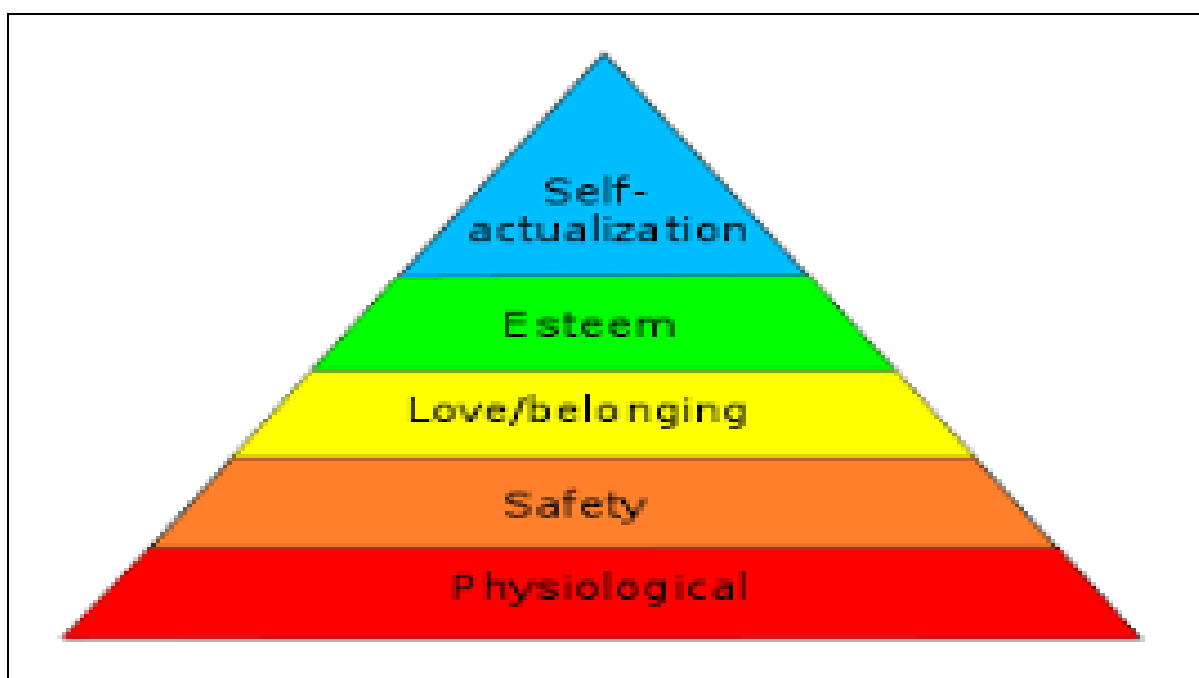 Self-
actualization
Esteem
Love/belonging
Safety
Physiological